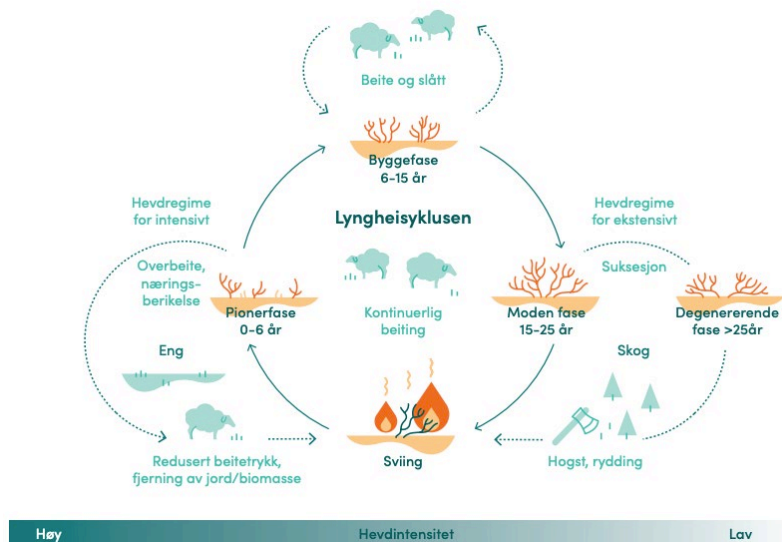 Beite og slått
Byggefase
6-15 år
Hevdregime
for intensivt
Lyngheisyklusen
Hevdregime
for ekstensivt
Overbeite,
nærings-
berikelse
Suksesjon
Pionerfase
0-6 år
Kontinuerlig
beiting
Moden fase
15-25 år
Degenererende
fase >25år
Eng
Skog
Redusert beitetrykk,
fjerning av jord/biomasse
Sviing
Hogst, rydding
Høy
Hevdintensitet
Lav